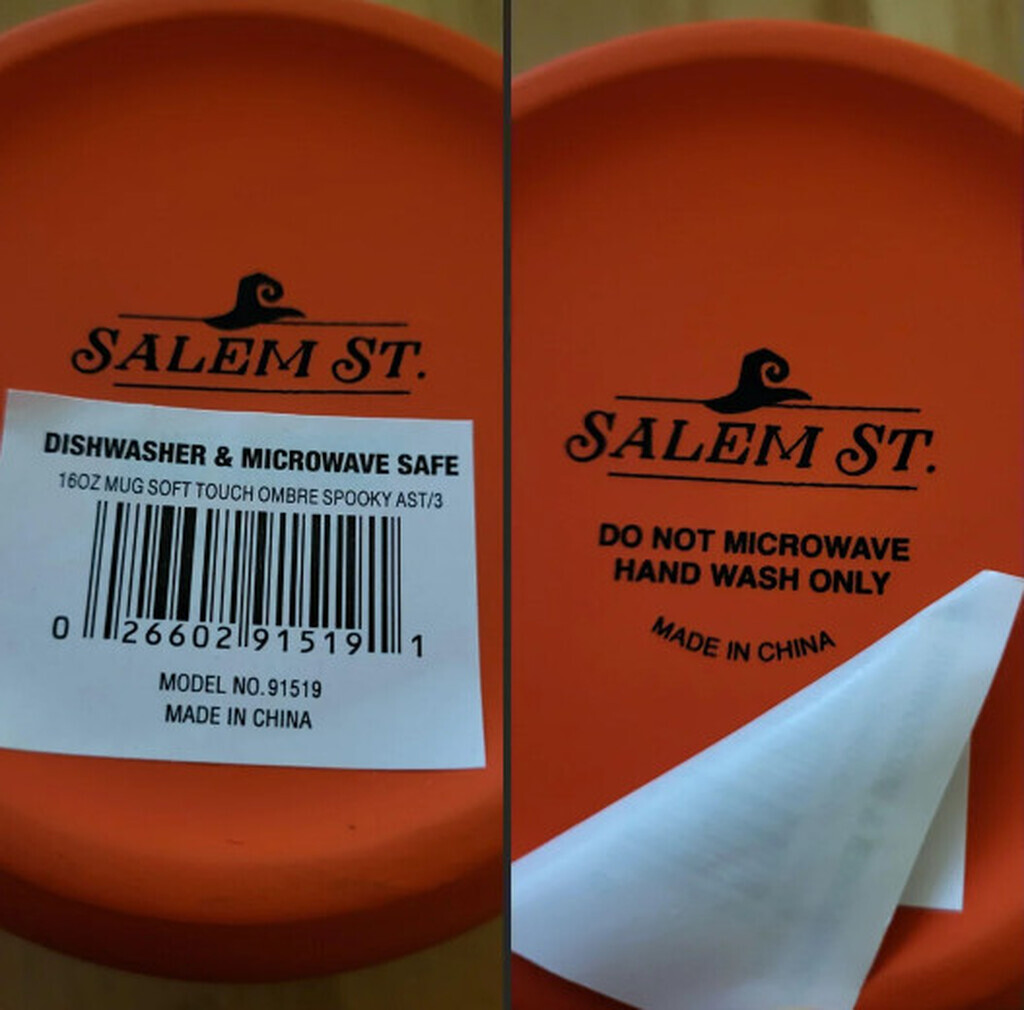 SALEM ST.
DISHWASHER & MICROWAVE SAFE
16OZ MUG SOFT TOUCH OMBRE SPOOKY AST/3
0 26602 91519 1
MODEL NO.91519
MADE IN CHINA
SALEM ST.
DO NOT MICROWAVE
HAND WASH ONLY
MADE IN CHINA